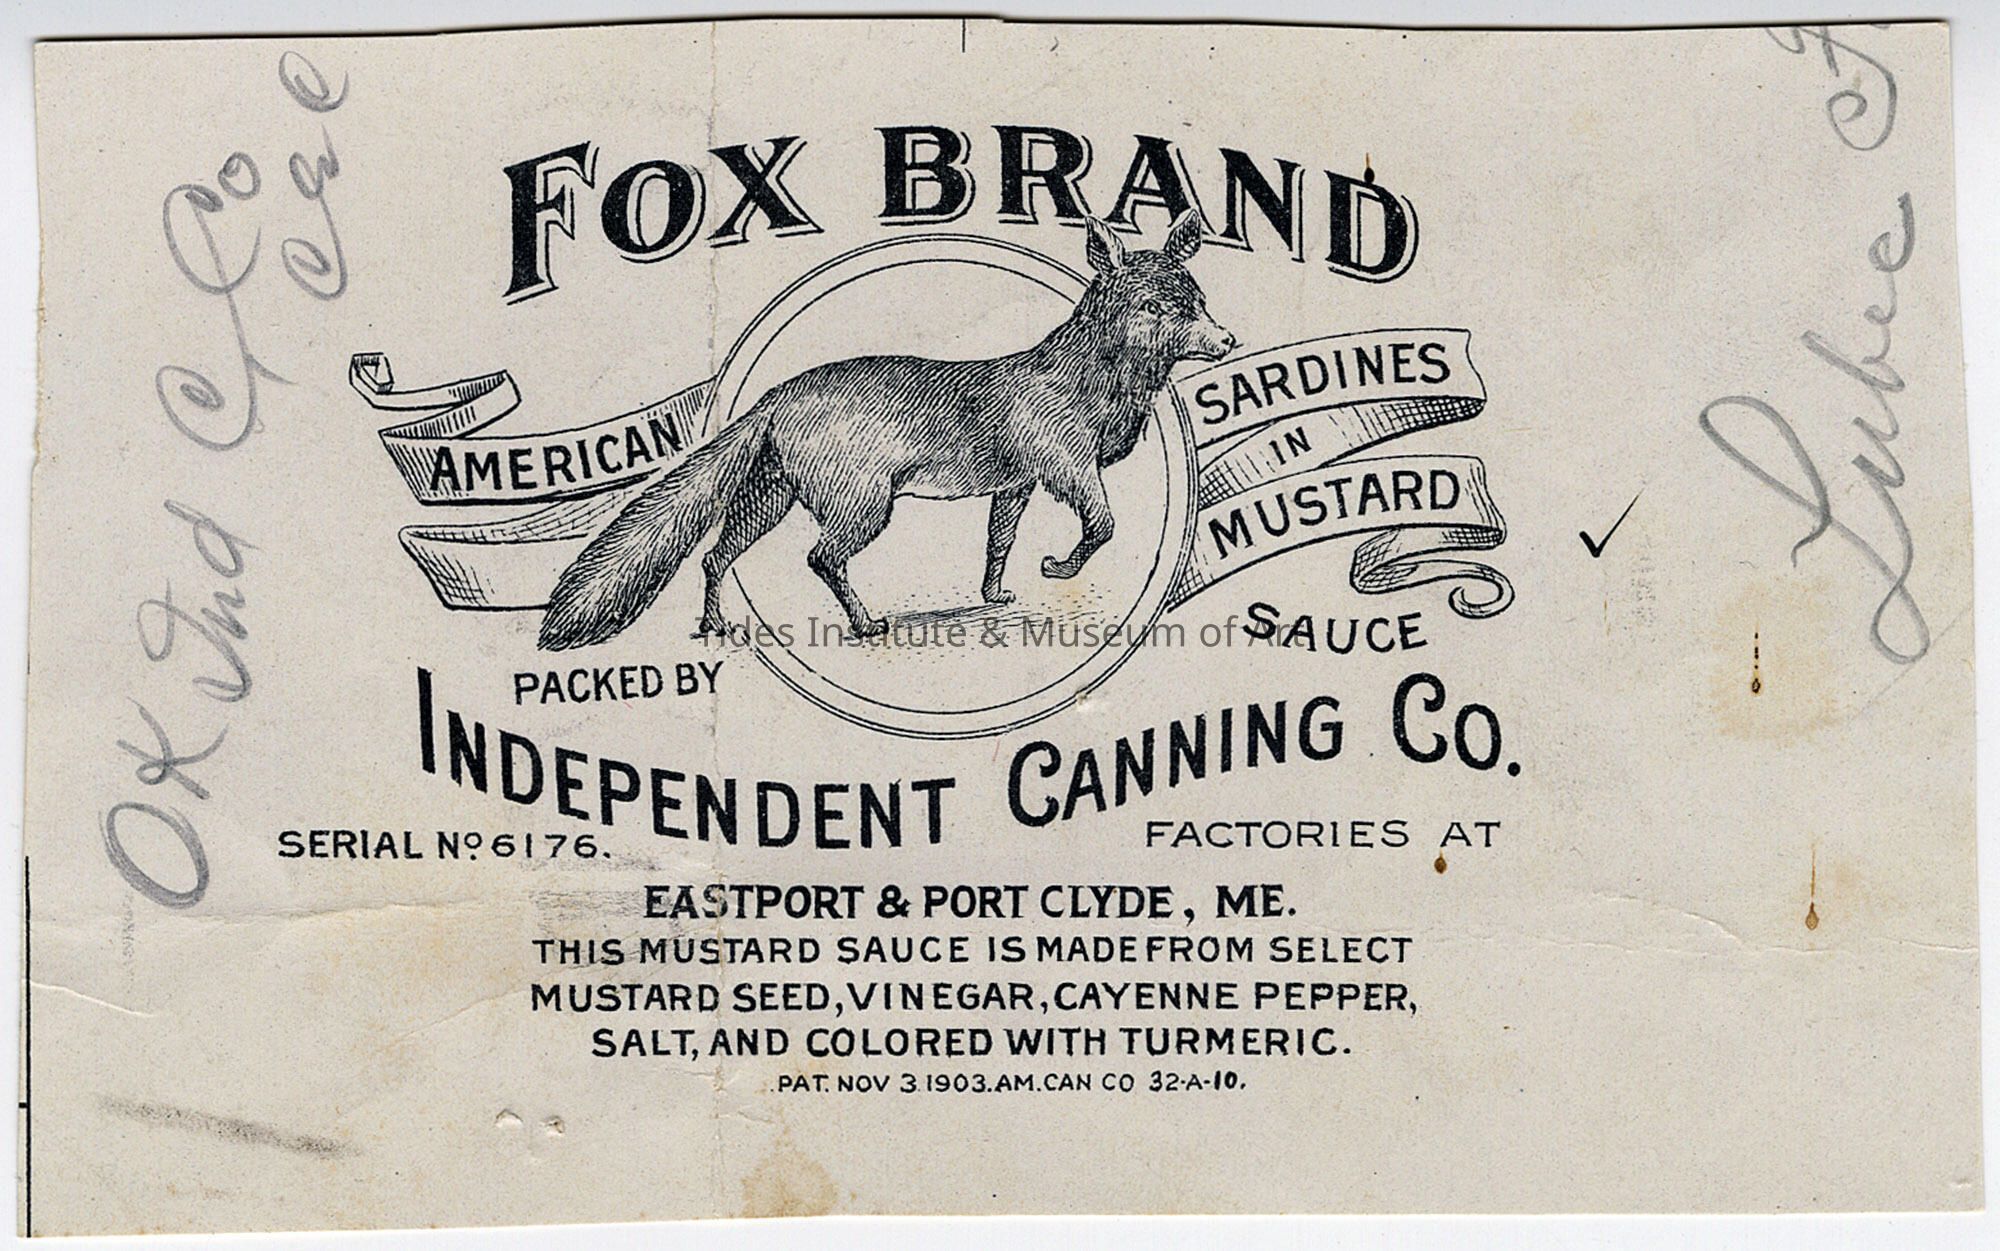 FOX BRAND
AMERICAN
SARDINES
IN
MUSTARD
SAUCE
PACKED BY
INDEPENDENT CANNING CO.
SERIAL Nº 6176.
FACTORIES AT
EASTPORT & PORT CLYDE, ME.
THIS MUSTARD SAUCE IS MADE FROM SELECT
MUSTARD SEED, VINEGAR, CAYENNE PEPPER,
SALT, AND COLORED WITH TURMERIC.
PAT. NOV 3 1903. AM. CAN CO 32-A-10.
OK Ind C Co
Lubec
Tides Institute & Museum of Art